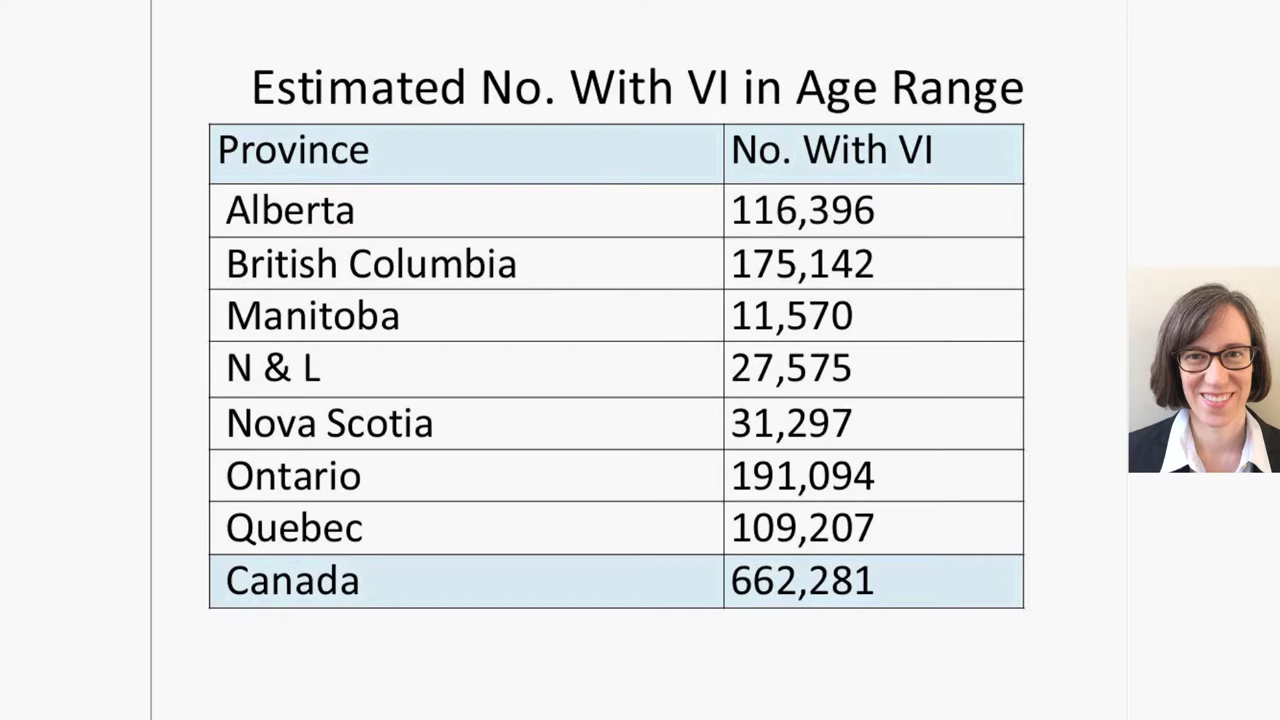 Estimated No. With VI in Age Range
Province No. With VI
Alberta 116,396
British Columbia 175,142
Manitoba 11,570
N & L 27,575
Nova Scotia 31,297
Ontario 191,094
Quebec 109,207
Canada 662,281